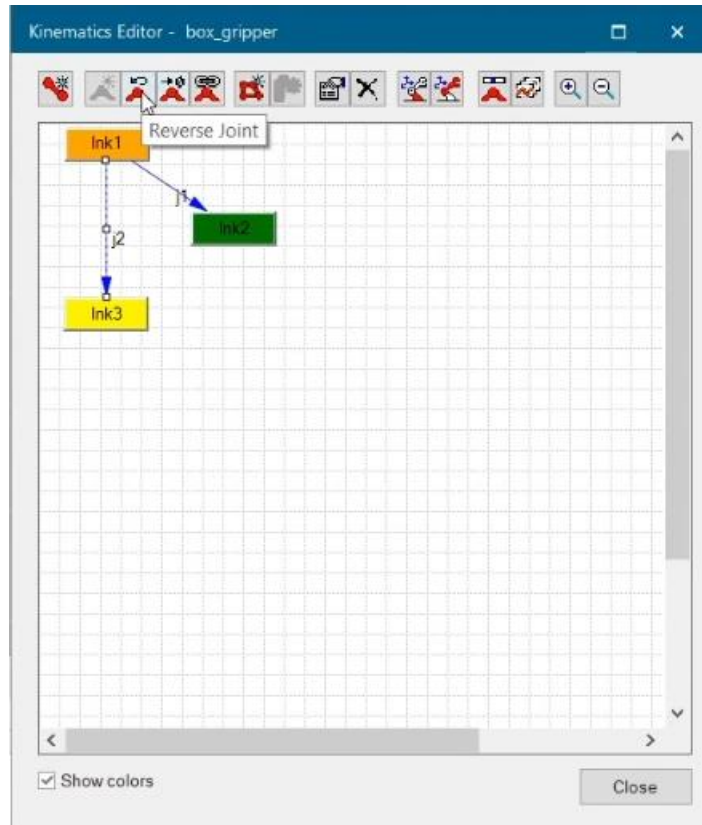 Kinematics Editor - box_gripper
Reverse Joint
lnk1
j1
lnk2
j2
lnk3
Show colors
Close